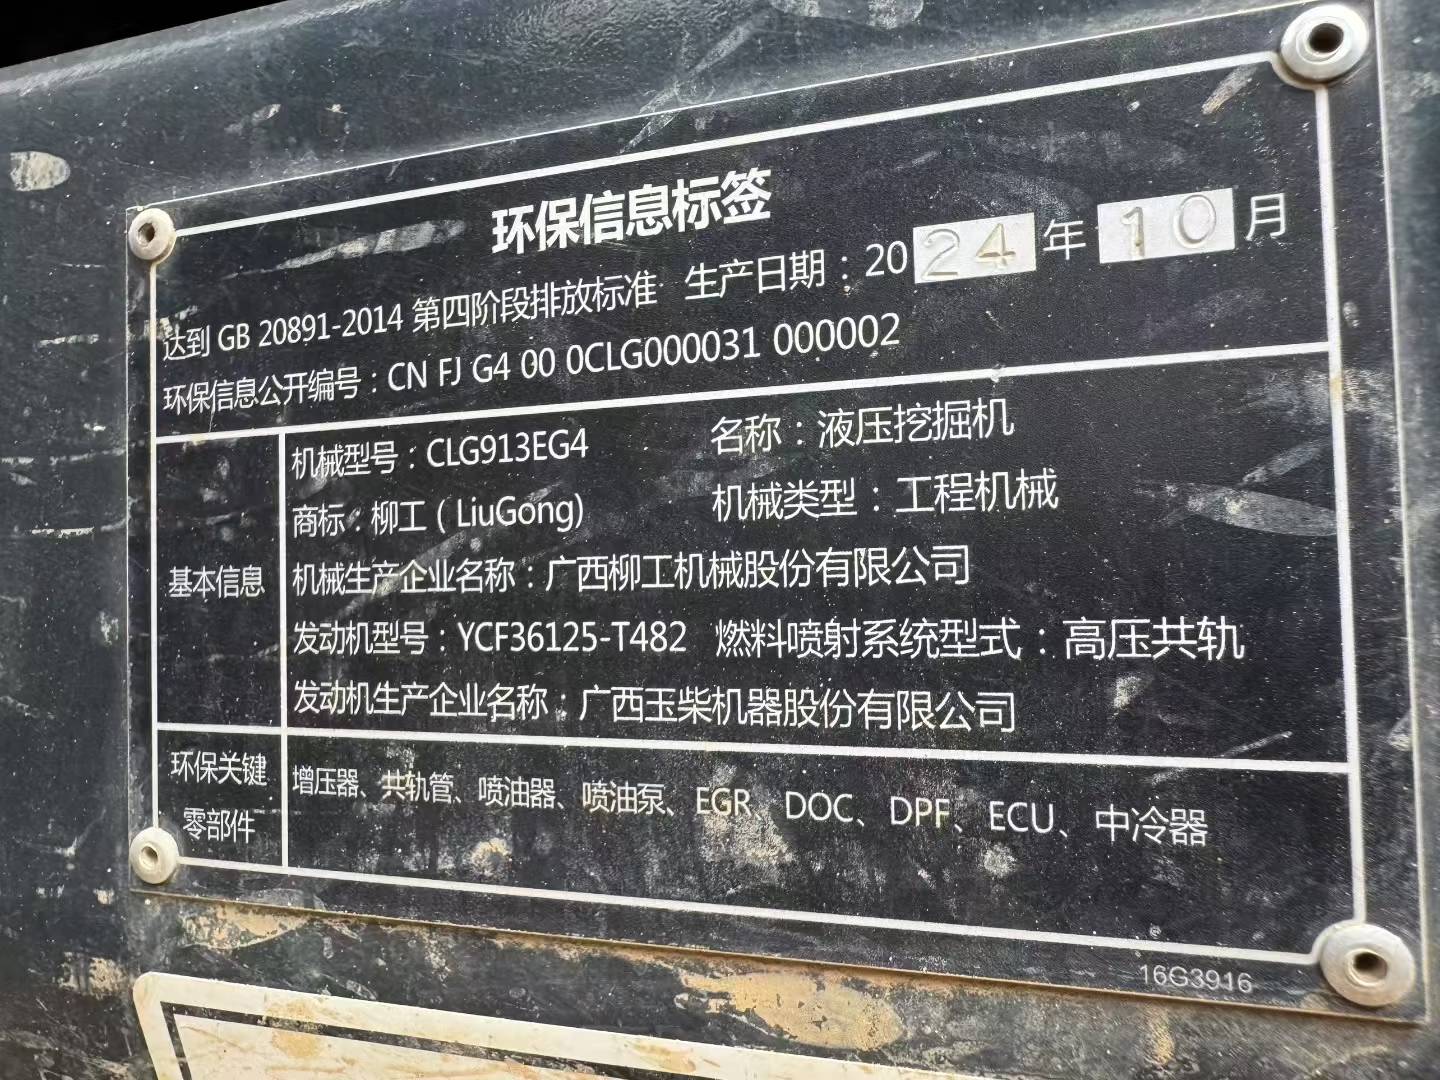 环保信息标签
达到 GB 20891-2014 第四阶段排放标准 生产日期：2024年10月
环保信息公开编号：CN FJ G4 00 0CLG000031 000002
基本信息
机械型号：CLG913EG4 名称：液压挖掘机
商标：柳工（LiuGong) 机械类型：工程机械
机械生产企业名称：广西柳工机械股份有限公司
发动机型号：YCF36125-T482 燃料喷射系统型式：高压共轨
发动机生产企业名称：广西玉柴机器股份有限公司
环保关键
零部件
增压器、共轨管、喷油器、喷油泵、EGR、DOC、DPF、ECU、中冷器
16G3916